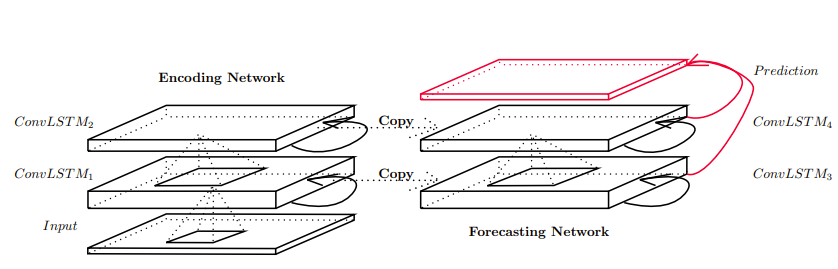 Encoding Network
Prediction
ConvLSTM₂
Copy
ConvLSTM₄
ConvLSTM₁
Copy
ConvLSTM₃
Input
Forecasting Network